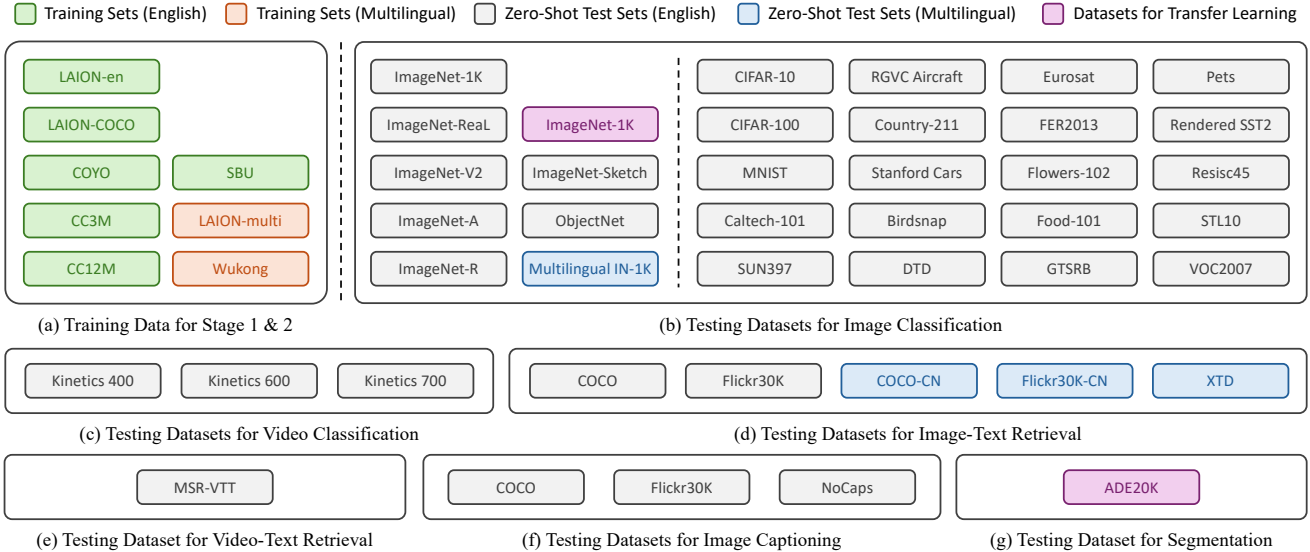 Training Sets (English) Training Sets (Multilingual) Zero-Shot Test Sets (English) Zero-Shot Test Sets (Multilingual) Datasets for Transfer Learning
LAION-en
LAION-COCO
COYO SBU
CC3M LAION-multi
CC12M Wukong
(a) Training Data for Stage 1 & 2
ImageNet-1K CIFAR-10 RGVC Aircraft Eurosat Pets
ImageNet-ReaL ImageNet-1K CIFAR-100 Country-211 FER2013 Rendered SST2
ImageNet-V2 ImageNet-Sketch MNIST Stanford Cars Flowers-102 Resisc45
ImageNet-A ObjectNet Caltech-101 Birdsnap Food-101 STL10
ImageNet-R Multilingual IN-1K SUN397 DTD GTSRB VOC2007
(b) Testing Datasets for Image Classification
Kinetics 400 Kinetics 600 Kinetics 700
(c) Testing Datasets for Video Classification
COCO Flickr30K COCO-CN Flickr30K-CN XTD
(d) Testing Datasets for Image-Text Retrieval
MSR-VTT
(e) Testing Dataset for Video-Text Retrieval
COCO Flickr30K NoCaps
(f) Testing Datasets for Image Captioning
ADE20K
(g) Testing Dataset for Segmentation